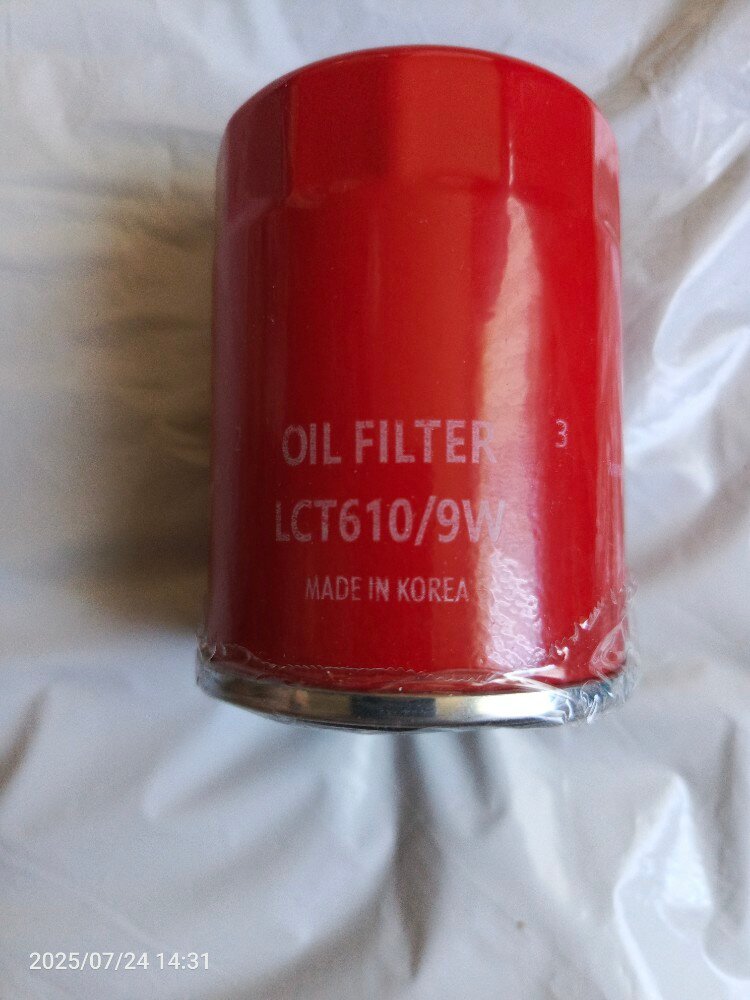 OIL FILTER
3
LCT610/9W
MADE IN KOREA
2025/07/24 14:31